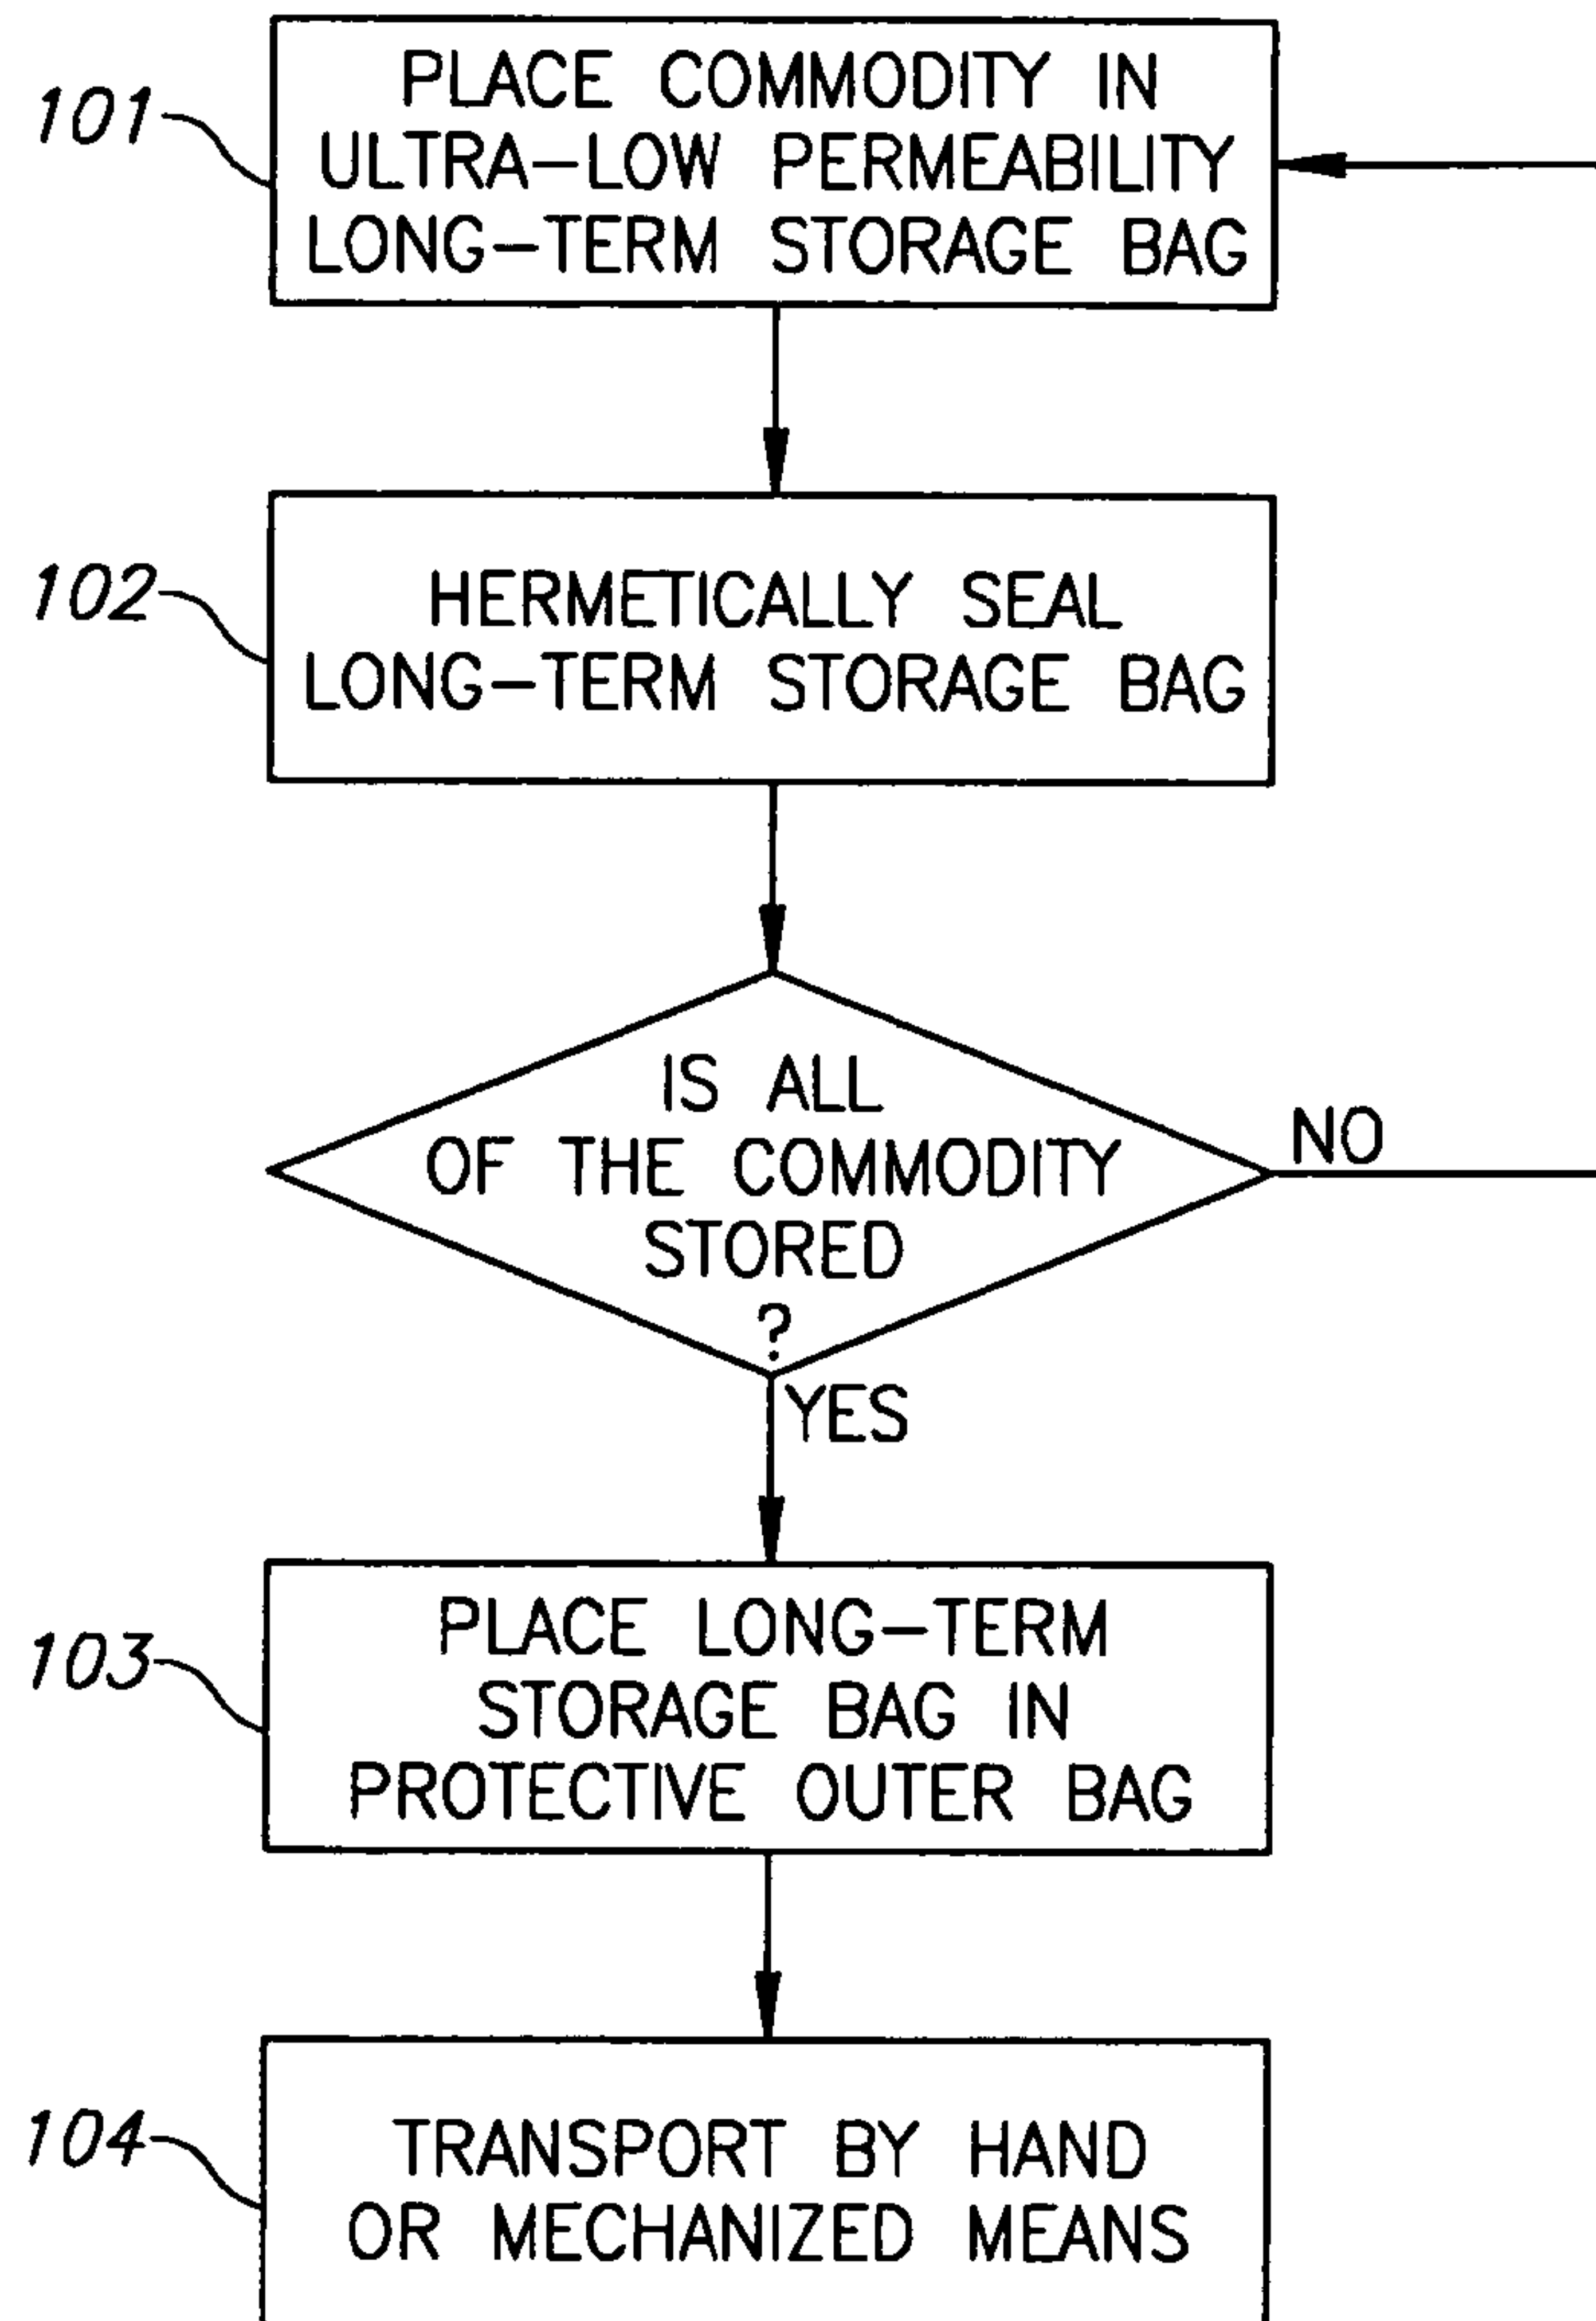 101
PLACE COMMODITY IN
ULTRA-LOW PERMEABILITY
LONG-TERM STORAGE BAG
102
HERMETICALLY SEAL
LONG-TERM STORAGE BAG
IS ALL
OF THE COMMODITY
STORED
?
NO
YES
103
PLACE LONG-TERM
STORAGE BAG IN
PROTECTIVE OUTER BAG
104
TRANSPORT BY HAND
OR MECHANIZED MEANS